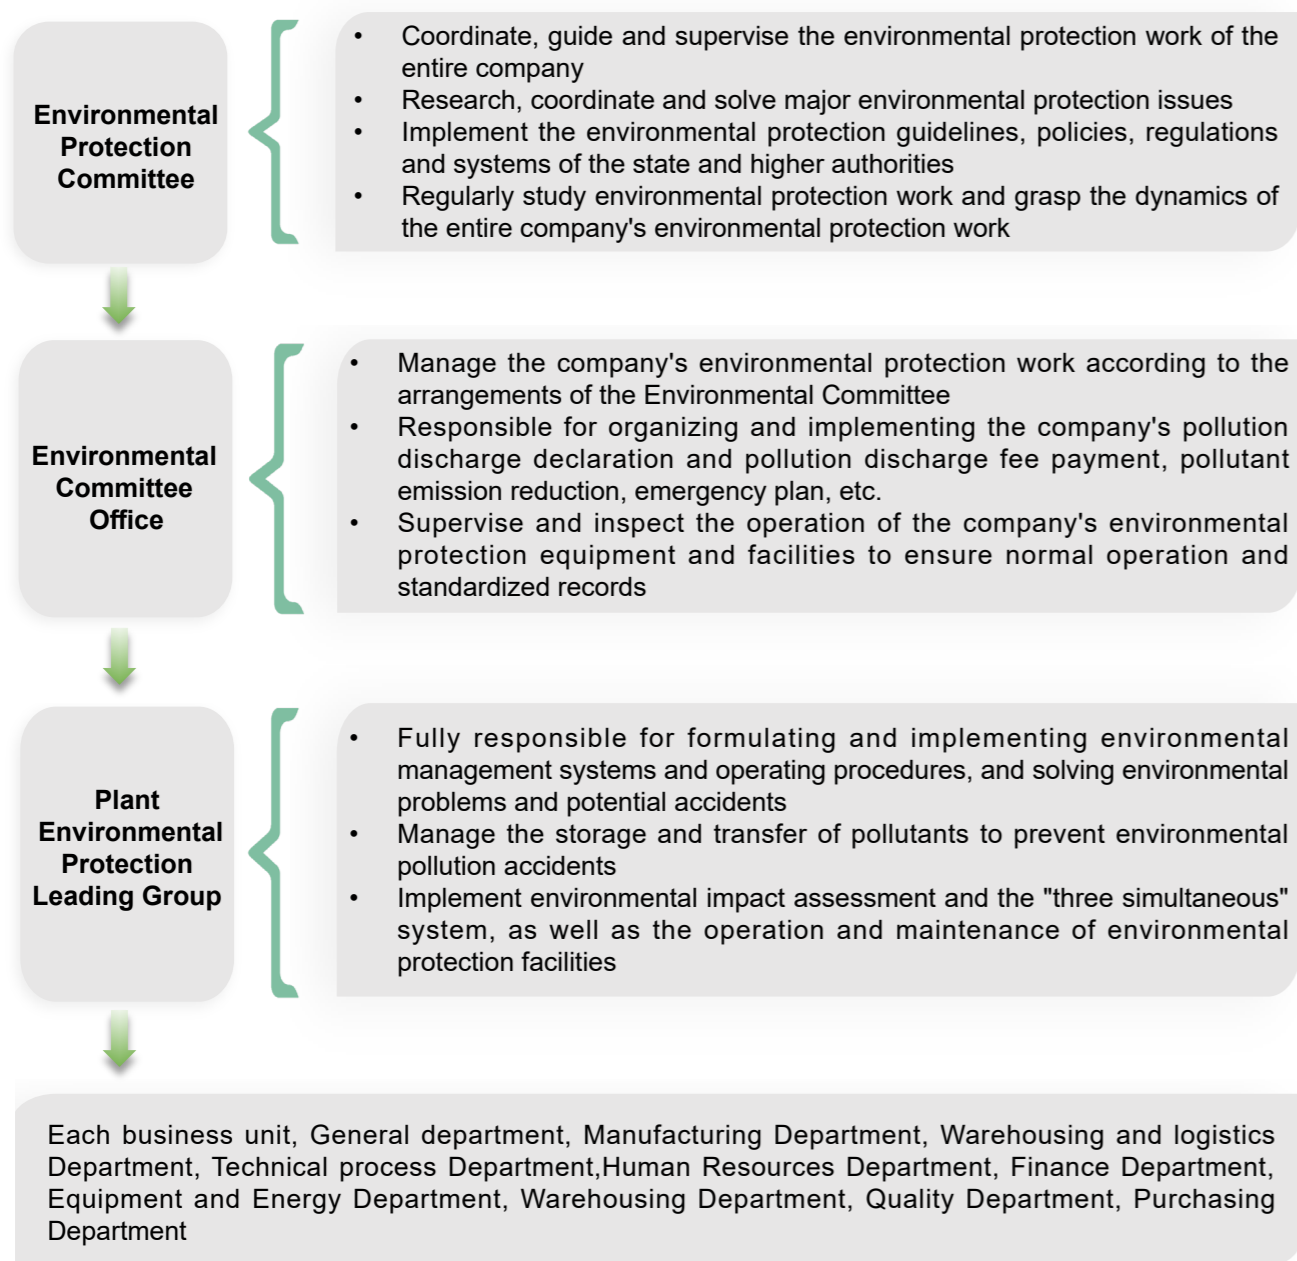 Environmental
Protection
Committee
• Coordinate, guide and supervise the environmental protection work of the
entire company
• Research, coordinate and solve major environmental protection issues
• Implement the environmental protection guidelines, policies, regulations
and systems of the state and higher authorities
• Regularly study environmental protection work and grasp the dynamics of
the entire company's environmental protection work
Environmental
Committee
Office
• Manage the company's environmental protection work according to the
arrangements of the Environmental Committee
• Responsible for organizing and implementing the company's pollution
discharge declaration and pollution discharge fee payment, pollutant
emission reduction, emergency plan, etc.
• Supervise and inspect the operation of the company's environmental
protection equipment and facilities to ensure normal operation and
standardized records
Plant
Environmental
Protection
Leading Group
• Fully responsible for formulating and implementing environmental
management systems and operating procedures, and solving environmental
problems and potential accidents
• Manage the storage and transfer of pollutants to prevent environmental
pollution accidents
• Implement environmental impact assessment and the "three simultaneous"
system, as well as the operation and maintenance of environmental
protection facilities
Each business unit, General department, Manufacturing Department, Warehousing and logistics
Department, Technical process Department,Human Resources Department, Finance Department,
Equipment and Energy Department, Warehousing Department, Quality Department, Purchasing
Department